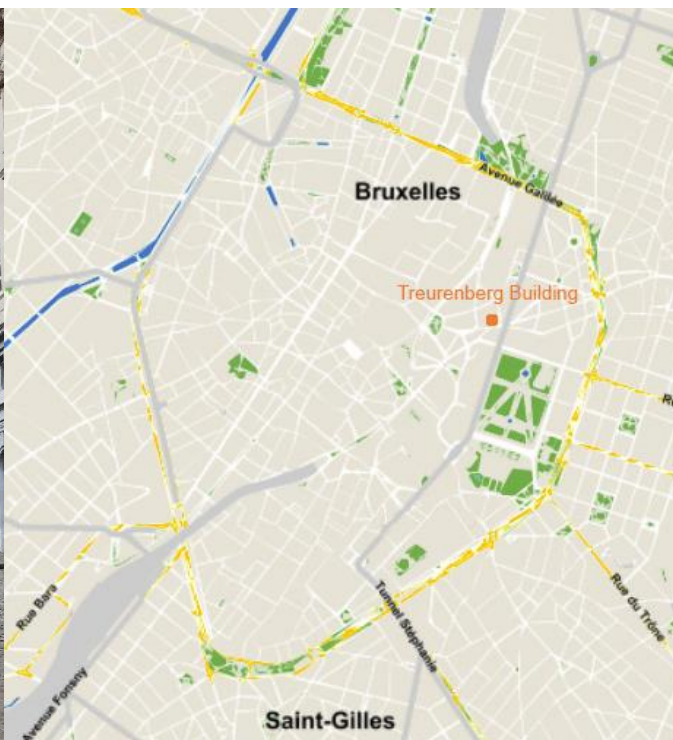 Avenue Galilée
Bruxelles
Treurenberg Building
Rue Bara
Tunnel Stéphanie
Rue du Trône
Avenue Fonsny
Saint-Gilles